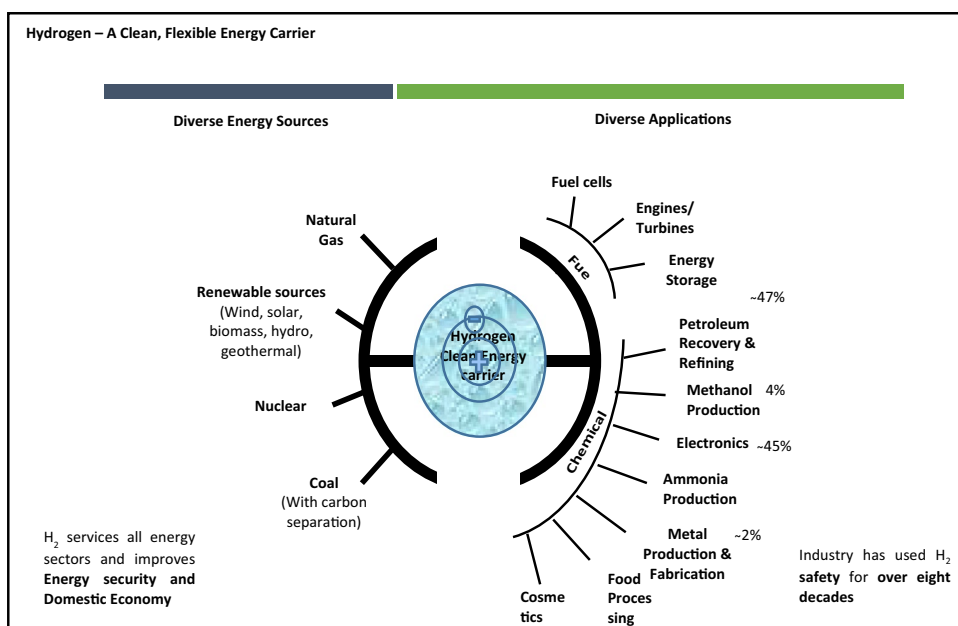 Hydrogen – A Clean, Flexible Energy Carrier
Diverse Energy Sources
Diverse Applications
Natural
Gas
Renewable sources
(Wind, solar,
biomass, hydro,
geothermal)
Nuclear
Coal
(With carbon
separation)
H2 services all energy
sectors and improves
Energy security and
Domestic Economy
Hydrogen
Clean Energy
carrier
Fue
Fuel cells
Engines/
Turbines
Energy
Storage
~47%
Chemical
Petroleum
Recovery &
Refining
Methanol 4%
Production
Electronics ~45%
Ammonia
Production
Metal ~2%
Production &
Fabrication
Food
Proces
sing
Cosme
tics
Industry has used H2
safety for over eight
decades